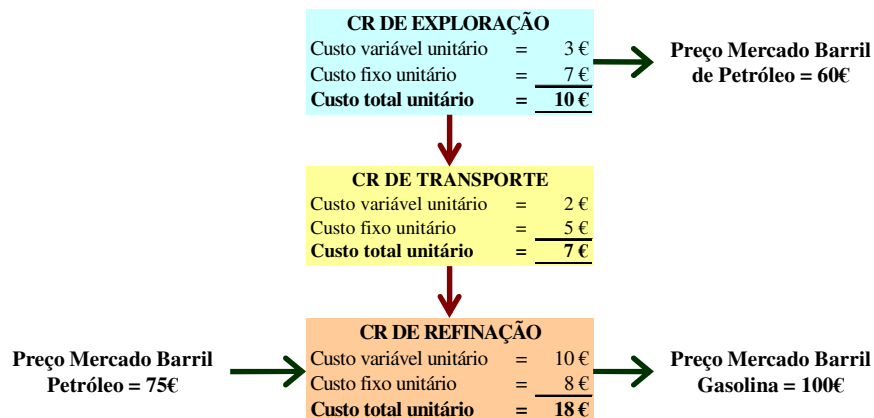 CR DE EXPLORAÇÃO
Custo variável unitário = 3 €
Custo fixo unitário = 7 €
Custo total unitário = 10 €
Preço Mercado Barril
de Petróleo = 60€
CR DE TRANSPORTE
Custo variável unitário = 2 €
Custo fixo unitário = 5 €
Custo total unitário = 7 €
Preço Mercado Barril
Petróleo = 75€
CR DE REFINAÇÃO
Custo variável unitário = 10 €
Custo fixo unitário = 8 €
Custo total unitário = 18 €
Preço Mercado Barril
Gasolina = 100€